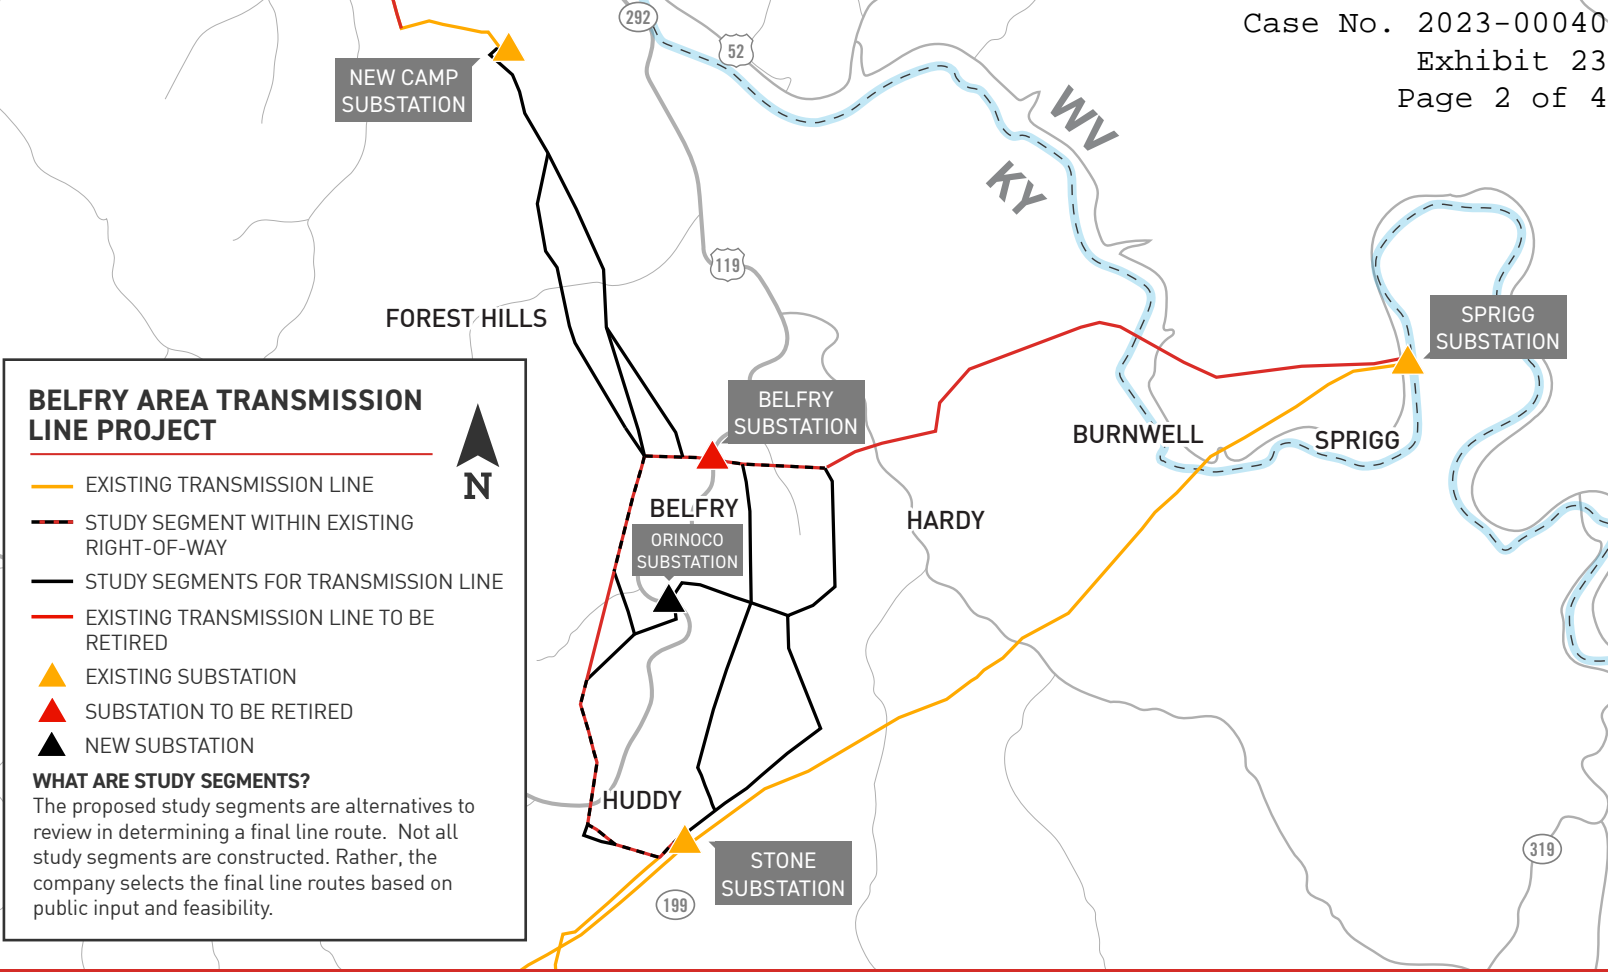 Case No. 2023-00040
Exhibit 23
Page 2 of 4
292
52
NEW CAMP
SUBSTATION
WV
KY
119
FOREST HILLS
SPRIGG
SUBSTATION
BELFRY
SUBSTATION
BURNWELL
SPRIGG
BELFRY
HARDY
ORINOCO
SUBSTATION
HUDDY
STONE
SUBSTATION
199
319
BELFRY AREA TRANSMISSION
LINE PROJECT
N
EXISTING TRANSMISSION LINE
STUDY SEGMENT WITHIN EXISTING
RIGHT-OF-WAY
STUDY SEGMENTS FOR TRANSMISSION LINE
EXISTING TRANSMISSION LINE TO BE
RETIRED
EXISTING SUBSTATION
SUBSTATION TO BE RETIRED
NEW SUBSTATION
WHAT ARE STUDY SEGMENTS?
The proposed study segments are alternatives to
review in determining a final line route.  Not all
study segments are constructed. Rather, the
company selects the final line routes based on
public input and feasibility.